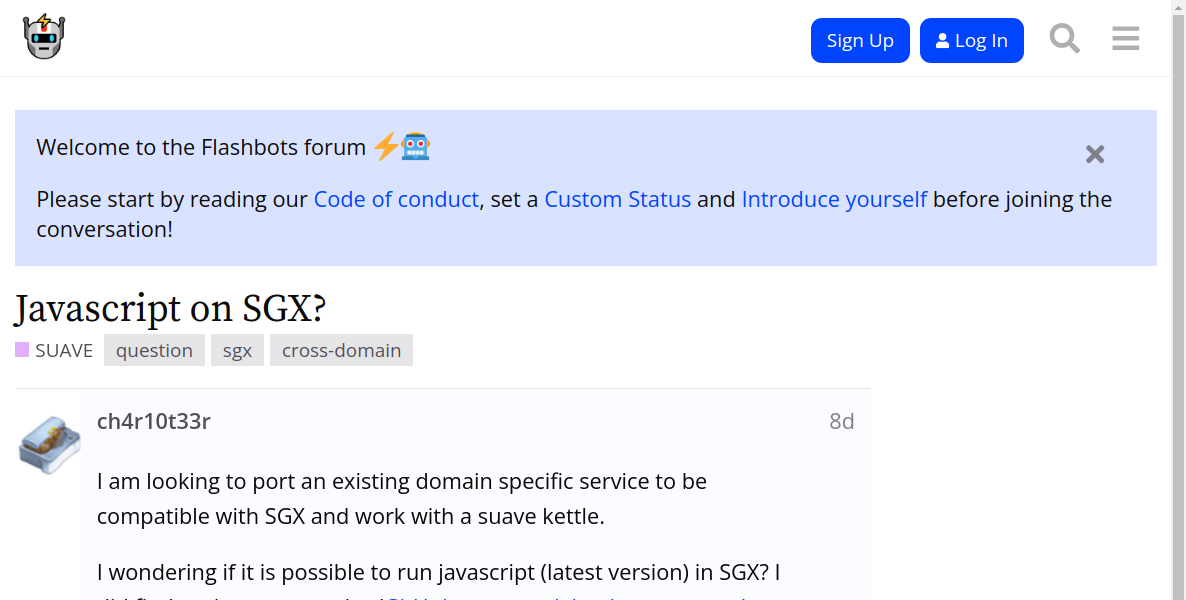 Sign Up
Log In
Welcome to the Flashbots forum
Please start by reading our Code of conduct, set a Custom Status and Introduce yourself before joining the
conversation!
Javascript on SGX?
SUAVE question sgx cross-domain
ch4r10t33r 8d
I am looking to port an existing domain specific service to be
compatible with SGX and work with a suave kettle.
I wondering if it is possible to run javascript (latest version) in SGX? I